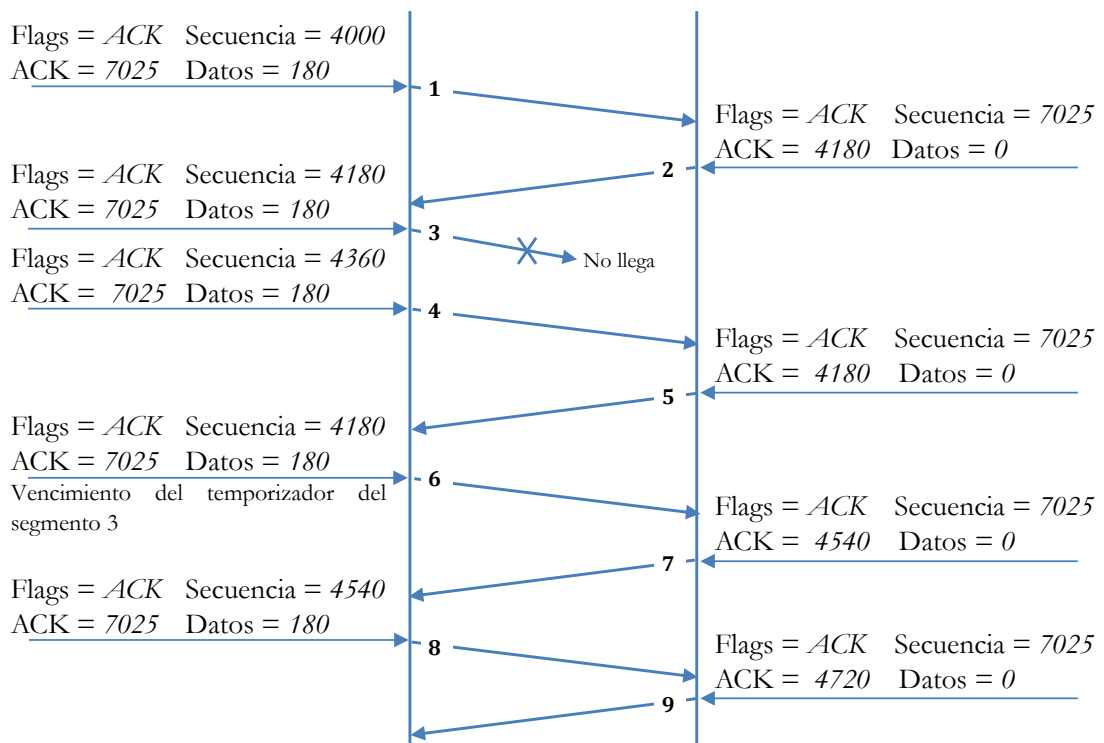 Flags = ACK Secuencia = 4000
ACK = 7025 Datos = 180
1
Flags = ACK Secuencia = 7025
ACK = 4180 Datos = 0
2
Flags = ACK Secuencia = 4180
ACK = 7025 Datos = 180
3
No llega
Flags = ACK Secuencia = 4360
ACK = 7025 Datos = 180
4
Flags = ACK Secuencia = 7025
ACK = 4180 Datos = 0
5
Flags = ACK Secuencia = 4180
ACK = 7025 Datos = 180
Vencimiento del temporizador del
segmento 3
6
Flags = ACK Secuencia = 7025
ACK = 4540 Datos = 0
7
Flags = ACK Secuencia = 4540
ACK = 7025 Datos = 180
8
Flags = ACK Secuencia = 7025
ACK = 4720 Datos = 0
9